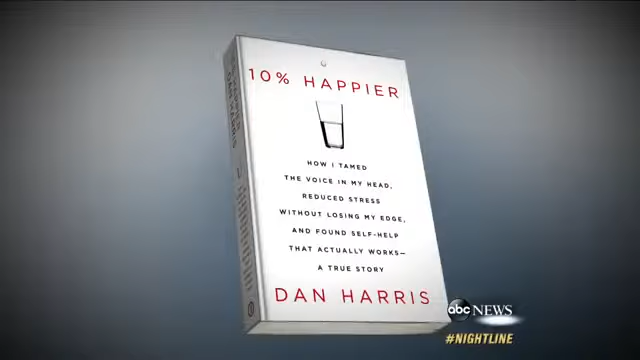 10% HAPPIER
HOW I TAMED
THE VOICE IN MY HEAD,
REDUCED STRESS
WITHOUT LOSING MY EDGE,
AND FOUND SELF-HELP
THAT ACTUALLY WORKS—
A TRUE STORY
DAN HARRIS
abc NEWS
#NIGHTLINE